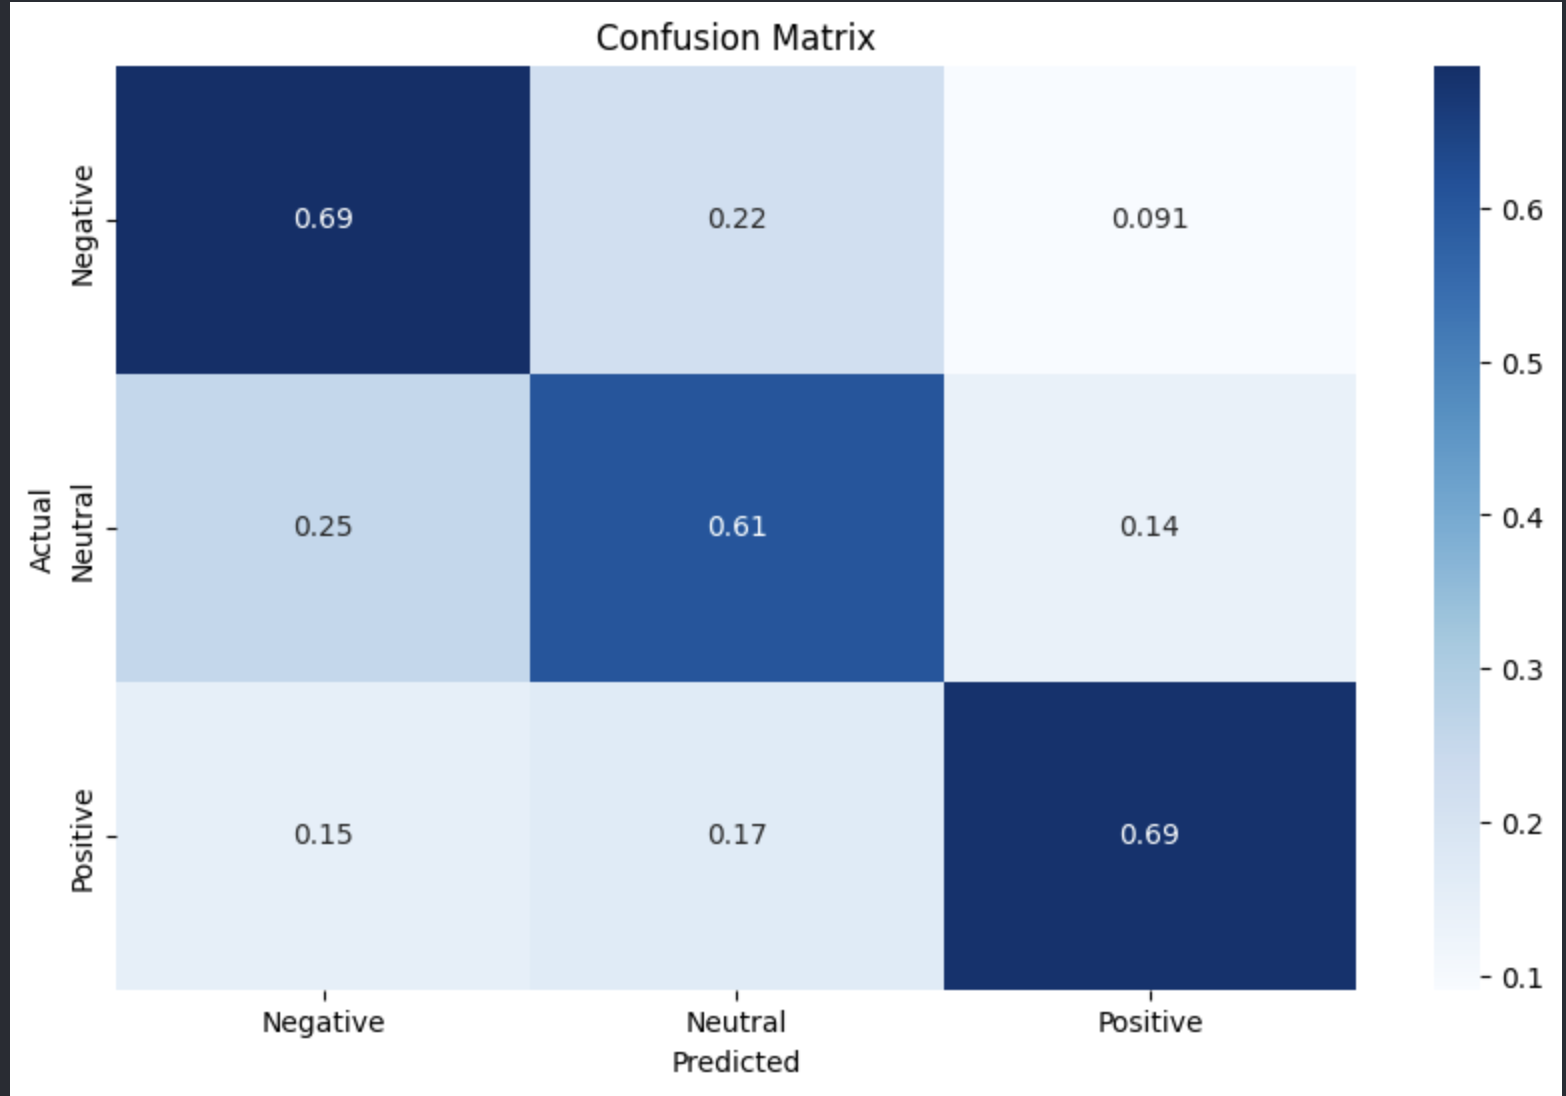 Confusion Matrix
Negative
0.69
0.22
0.091
Actual
Neutral
0.25
0.61
0.14
Positive
0.15
0.17
0.69
Negative
Neutral
Positive
Predicted
0.6
0.5
0.4
0.3
0.2
0.1